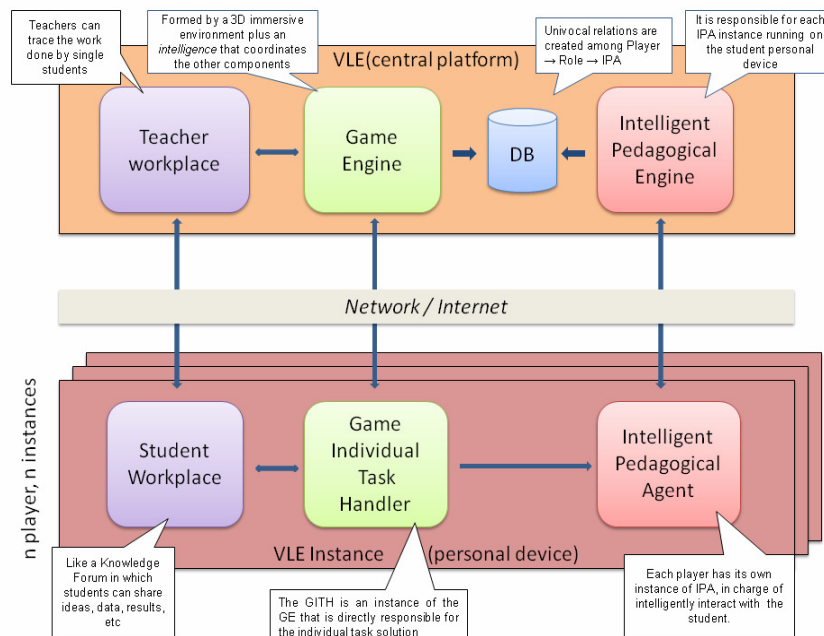 Teachers can
trace the work
done by single
students
Formed by a 3D immersive
environment plus an
intelligence that coordinates
the other components
Univocal relations are
created among Player
→ Role → IPA
It is responsible for each
IPA instance running on
the student personal
device
VLE(central platform)
Teacher
workplace
Game
Engine
DB
Intelligent
Pedagogical
Engine
Network / Internet
n player, n instances
Student
Workplace
Game
Individual
Task
Handler
Intelligent
Pedagogical
Agent
VLE Instance (personal device)
Like a Knowledge
Forum in which
students can share
ideas, data, results,
etc
The GITH is an instance of the
GE that is directly responsible for
the individual task solution
Each player has its own
instance of IPA, in charge of
intelligently interact with the
student.